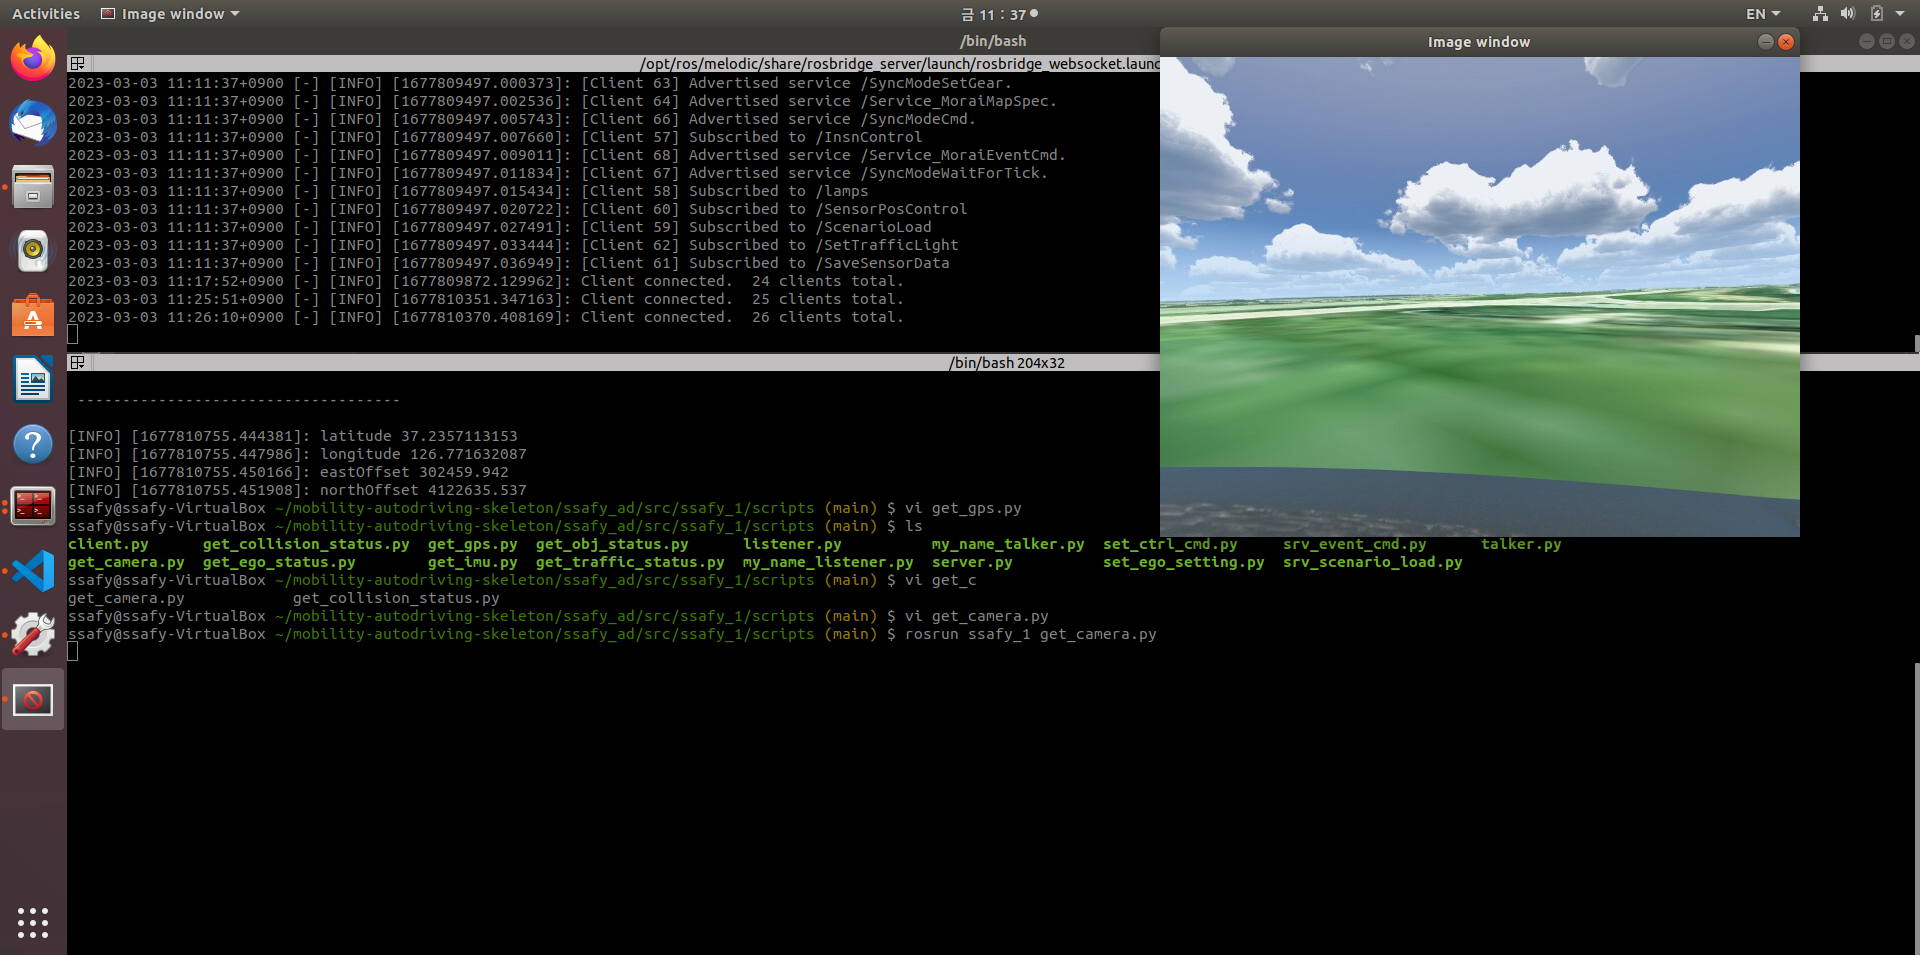 Activities Image window 금 11 : 37 EN
/bin/bash
Image window
/opt/ros/melodic/share/rosbridge_server/launch/rosbridge_websocket.launc
2023-03-03 11:11:37+0900 [-] [INFO] [1677809497.000373]: [Client 63] Advertised service /SyncModeSetGear.
2023-03-03 11:11:37+0900 [-] [INFO] [1677809497.002536]: [Client 64] Advertised service /Service_MoraiMapSpec.
2023-03-03 11:11:37+0900 [-] [INFO] [1677809497.005743]: [Client 66] Advertised service /SyncModeCmd.
2023-03-03 11:11:37+0900 [-] [INFO] [1677809497.007660]: [Client 57] Subscribed to /InsnControl
2023-03-03 11:11:37+0900 [-] [INFO] [1677809497.009011]: [Client 68] Advertised service /Service_MoraiEventCmd.
2023-03-03 11:11:37+0900 [-] [INFO] [1677809497.011834]: [Client 67] Advertised service /SyncModeWaitForTick.
2023-03-03 11:11:37+0900 [-] [INFO] [1677809497.015434]: [Client 58] Subscribed to /lamps
2023-03-03 11:11:37+0900 [-] [INFO] [1677809497.020722]: [Client 60] Subscribed to /SensorPosControl
2023-03-03 11:11:37+0900 [-] [INFO] [1677809497.027491]: [Client 59] Subscribed to /ScenarioLoad
2023-03-03 11:11:37+0900 [-] [INFO] [1677809497.033444]: [Client 62] Subscribed to /SetTrafficLight
2023-03-03 11:11:37+0900 [-] [INFO] [1677809497.036949]: [Client 61] Subscribed to /SaveSensorData
2023-03-03 11:17:52+0900 [-] [INFO] [1677809872.129962]: Client connected.  24 clients total.
2023-03-03 11:25:51+0900 [-] [INFO] [1677810351.347163]: Client connected.  25 clients total.
2023-03-03 11:26:10+0900 [-] [INFO] [1677810370.408169]: Client connected.  26 clients total.
/bin/bash 204x32
------------------------------------
[INFO] [1677810755.444381]: latitude 37.2357113153
[INFO] [1677810755.447986]: longitude 126.771632087
[INFO] [1677810755.450166]: eastOffset 302459.942
[INFO] [1677810755.451908]: northOffset 4122635.537
ssafy@ssafy-VirtualBox ~/mobility-autodriving-skeleton/ssafy_ad/src/ssafy_1/scripts (main) $ vi get_gps.py
ssafy@ssafy-VirtualBox ~/mobility-autodriving-skeleton/ssafy_ad/src/ssafy_1/scripts (main) $ ls
client.py get_collision_status.py get_gps.py get_obj_status.py listener.py my_name_talker.py set_ctrl_cmd.py srv_event_cmd.py talker.py
get_camera.py get_ego_status.py get_imu.py get_traffic_status.py my_name_listener.py server.py set_ego_setting.py srv_scenario_load.py
ssafy@ssafy-VirtualBox ~/mobility-autodriving-skeleton/ssafy_ad/src/ssafy_1/scripts (main) $ vi get_c
get_camera.py get_collision_status.py
ssafy@ssafy-VirtualBox ~/mobility-autodriving-skeleton/ssafy_ad/src/ssafy_1/scripts (main) $ vi get_camera.py
ssafy@ssafy-VirtualBox ~/mobility-autodriving-skeleton/ssafy_ad/src/ssafy_1/scripts (main) $ rosrun ssafy_1 get_camera.py